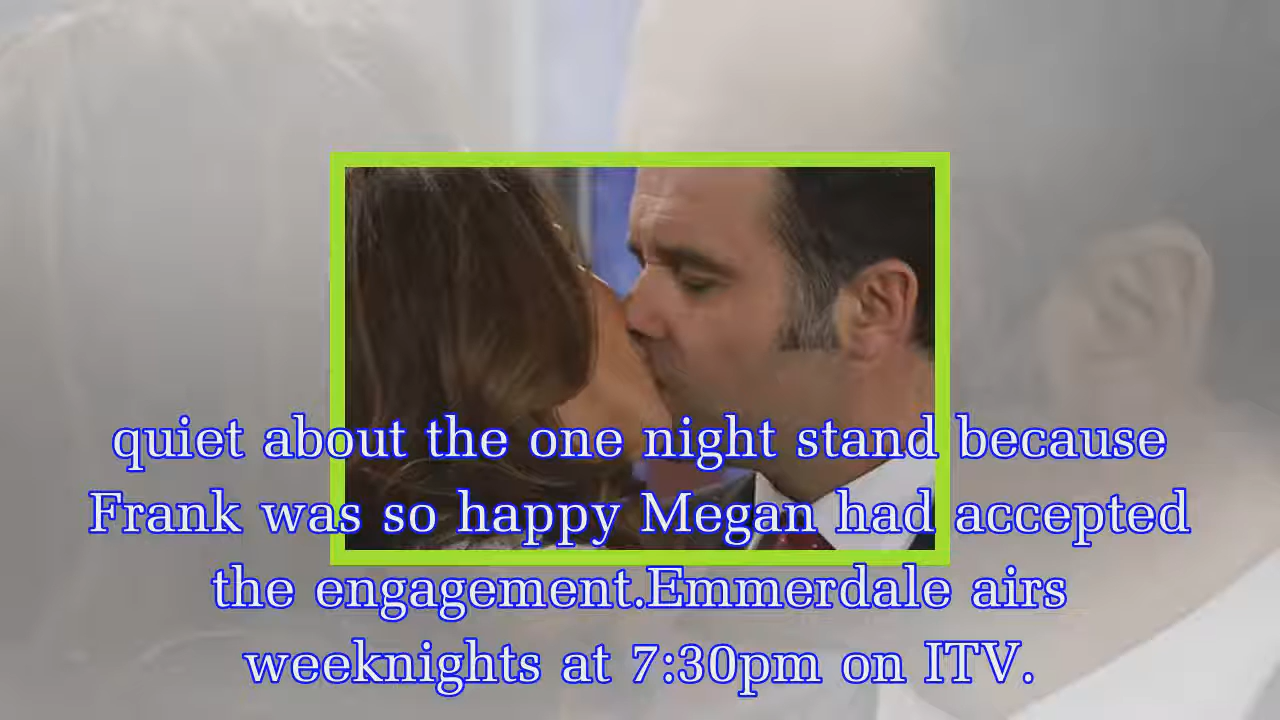 quiet about the one night stand because
Frank was so happy Megan had accepted
the engagement.Emmerdale airs
weeknights at 7:30pm on ITV.